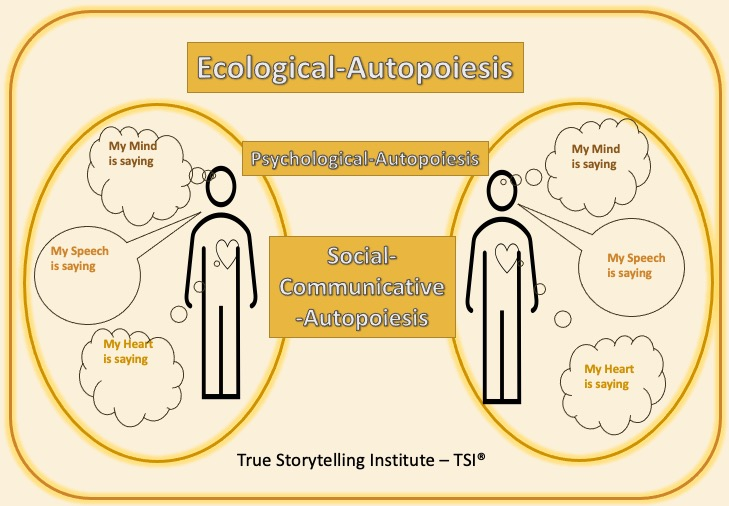 Ecological-Autopoiesis
Psychological-Autopoiesis
My Mind
is saying
My Speech
is saying
My Heart
is saying
Social-
Communicative
-Autopoiesis
My Mind
is saying
My Speech
is saying
My Heart
is saying
True Storytelling Institute – TSI®